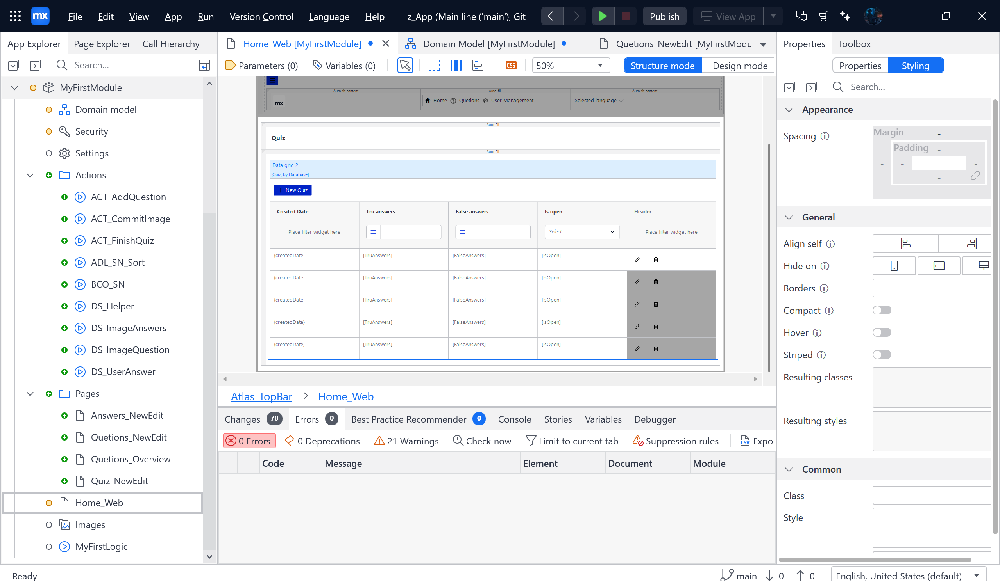 mx File Edit View App Run Version Control Language Help z_App (Main line ('main'), Git Publish View App
App Explorer Page Explorer Call Hierarchy
Search...
MyFirstModule
Domain model
Security
Settings
Actions
ACT_AddQuestion
ACT_CommitImage
ACT_FinishQuiz
ADL_SN_Sort
BCO_SN
DS_Helper
DS_ImageAnswers
DS_ImageQuestion
DS_UserAnswer
Pages
Answers_NewEdit
Quetions_NewEdit
Quetions_Overview
Quiz_NewEdit
Home_Web
Images
MyFirstLogic
Home_Web [MyFirstModule] Domain Model [MyFirstModule] Quetions_NewEdit [MyFirstModu
Parameters (0) Variables (0) CSS 50% Structure mode Design mode
Auto-fit content Auto-fill Auto-fit content
mx Home Quetions User Management Selected language
Auto-fill
Quiz
Auto-fill
Data grid 2
[Quiz, by Database]
New Quiz
Created Date Tru answers False answers Is open Header
Place filter widget here = = Select Place filter widget here
{createdDate} [TruAnswers] [FalseAnswers] [IsOpen]
{createdDate} [TruAnswers] [FalseAnswers] [IsOpen]
{createdDate} [TruAnswers] [FalseAnswers] [IsOpen]
{createdDate} [TruAnswers] [FalseAnswers] [IsOpen]
{createdDate} [TruAnswers] [FalseAnswers] [IsOpen]
Atlas_TopBar > Home_Web
Changes 70 Errors 0 Best Practice Recommender 0 Console Stories Variables Debugger
0 Errors 0 Deprecations 21 Warnings Check now Limit to current tab Suppression rules CSV Expor
Code Message Element Document Module
Properties Toolbox
Properties Styling
Search...
Appearance
Spacing Margin -
Padding -
- - -
-
-
General
Align self
Hide on
Borders
Compact
Hover
Striped
Resulting classes
Resulting styles
Common
Class
Style
Ready main 0 0 English, United States (default)